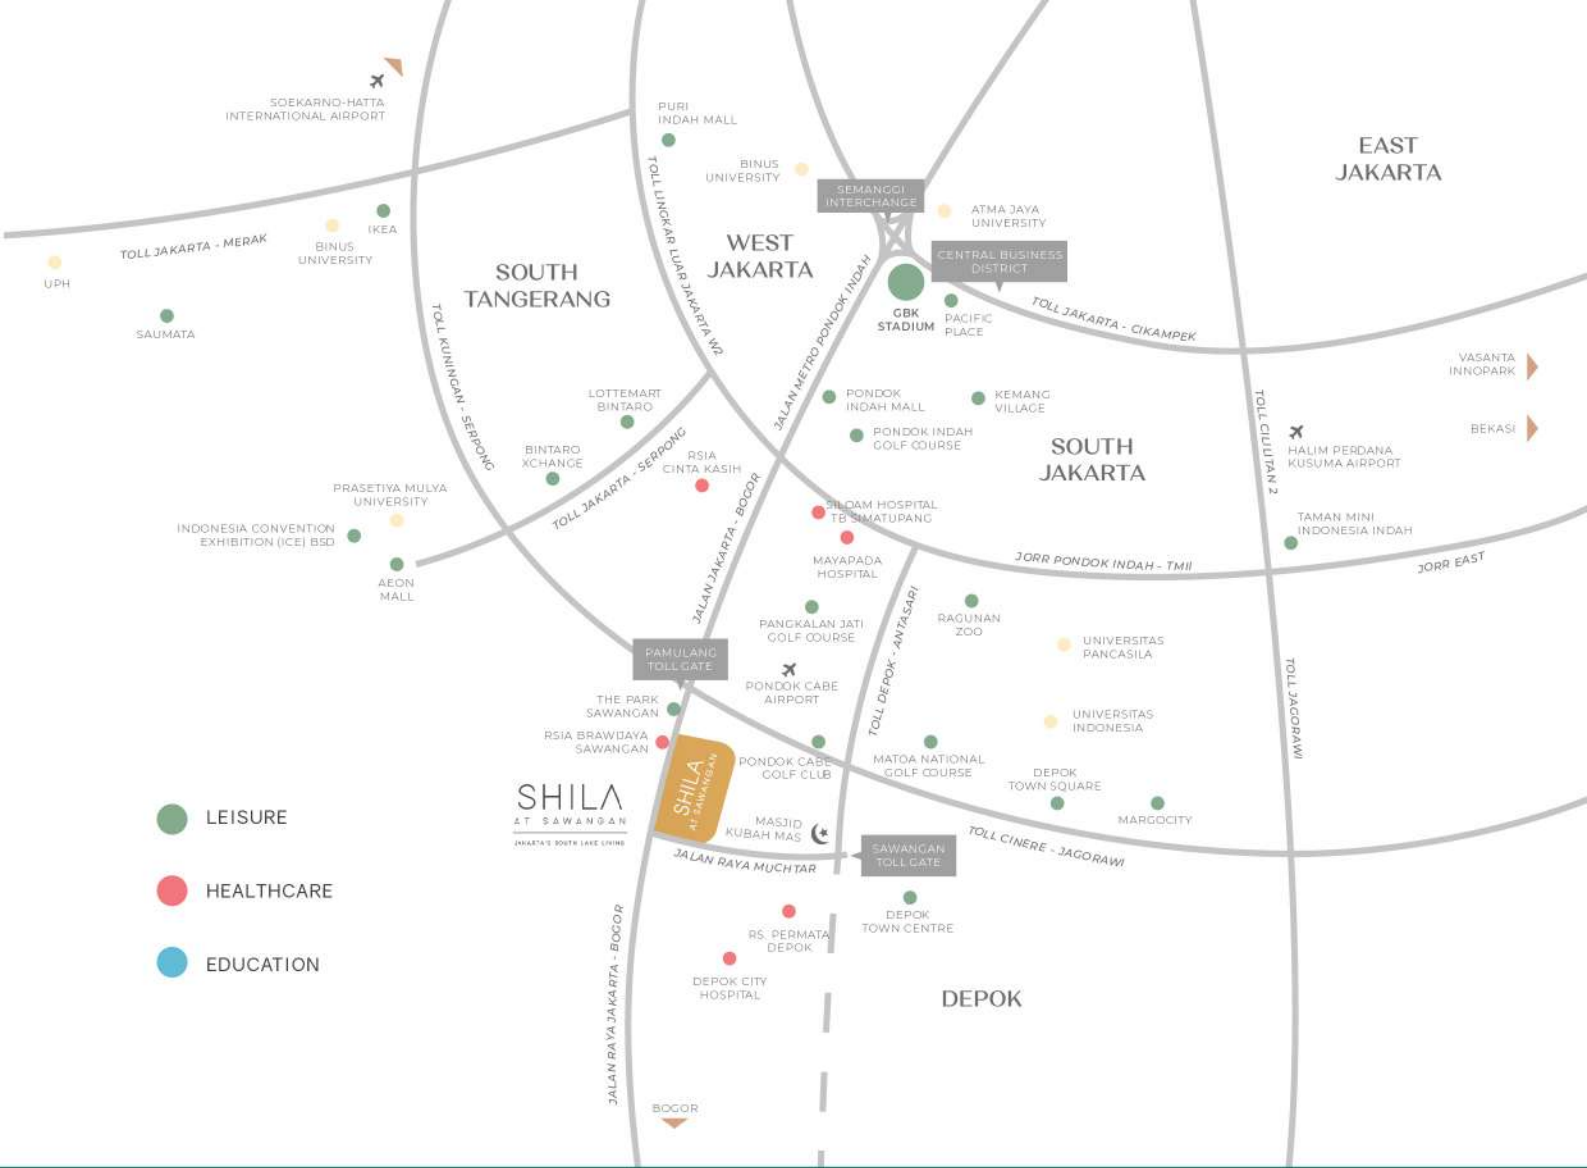 SOEKARNO-HATTA
INTERNATIONAL AIRPORT
PURI
INDAH MALL
BINUS
UNIVERSITY
SEMANGGI
INTERCHANGE
EAST
JAKARTA
ATMA JAYA
UNIVERSITY
TOLL JAKARTA - MERAK
IKEA
BINUS
UNIVERSITY
UPH
SAUMATA
SOUTH
TANGERANG
WEST
JAKARTA
TOLL LINGKAR LUAR JAKARTA W2
CENTRAL BUSINESS
DISTRICT
GBK
STADIUM
PACIFIC
PLACE
TOLL JAKARTA - CIKAMPEK
JALAN METRO PONDOK INDAH
TOLL KUNINGAN - SERPONG
VASANTA
INNOPARK
BEKASI
LOTTEMART
BINTARO
PONDOK
INDAH MALL
KEMANG
VILLAGE
PONDOK INDAH
GOLF COURSE
SOUTH
JAKARTA
TOLL CILILITAN 2
HALIM PERDANA
KUSUMA AIRPORT
BINTARO
XCHANGE
TOLL JAKARTA - SERPONG
RSIA
CINTA KASIH
PRASETIYA MULYA
UNIVERSITY
INDONESIA CONVENTION
EXHIBITION (ICE) BSD
AEON
MALL
JALAN JAKARTA - BOGOR
SILOAM HOSPITAL
TB SIMATUPANG
MAYAPADA
HOSPITAL
TAMAN MINI
INDONESIA INDAH
JORR PONDOK INDAH - TMII
JORR EAST
PANGKALAN JATI
GOLF COURSE
RAGUNAN
ZOO
TOLL DEPOK - ANTASARI
UNIVERSITAS
PANCASILA
PAMULANG
TOLL GATE
PONDOK CABE
AIRPORT
THE PARK
SAWANGAN
RSIA BRAWIJAYA
SAWANGAN
UNIVERSITAS
INDONESIA
TOLL JAGORAWI
PONDOK CABE
GOLF CLUB
MATOA NATIONAL
GOLF COURSE
DEPOK
TOWN SQUARE
MARGOCITY
SHILA
AT SAWANGAN
SHILA
AT SAWANGAN
JAKARTA'S SOUTH LAKE LIVING
MASJID
KUBAH MAS
JALAN RAYA MUCHTAR
SAWANGAN
TOLL GATE
TOLL CINERE - JAGORAWI
LEISURE
HEALTHCARE
EDUCATION
DEPOK
TOWN CENTRE
RS. PERMATA
DEPOK
DEPOK CITY
HOSPITAL
DEPOK
JALAN RAYA JAKARTA - BOGOR
BOGOR